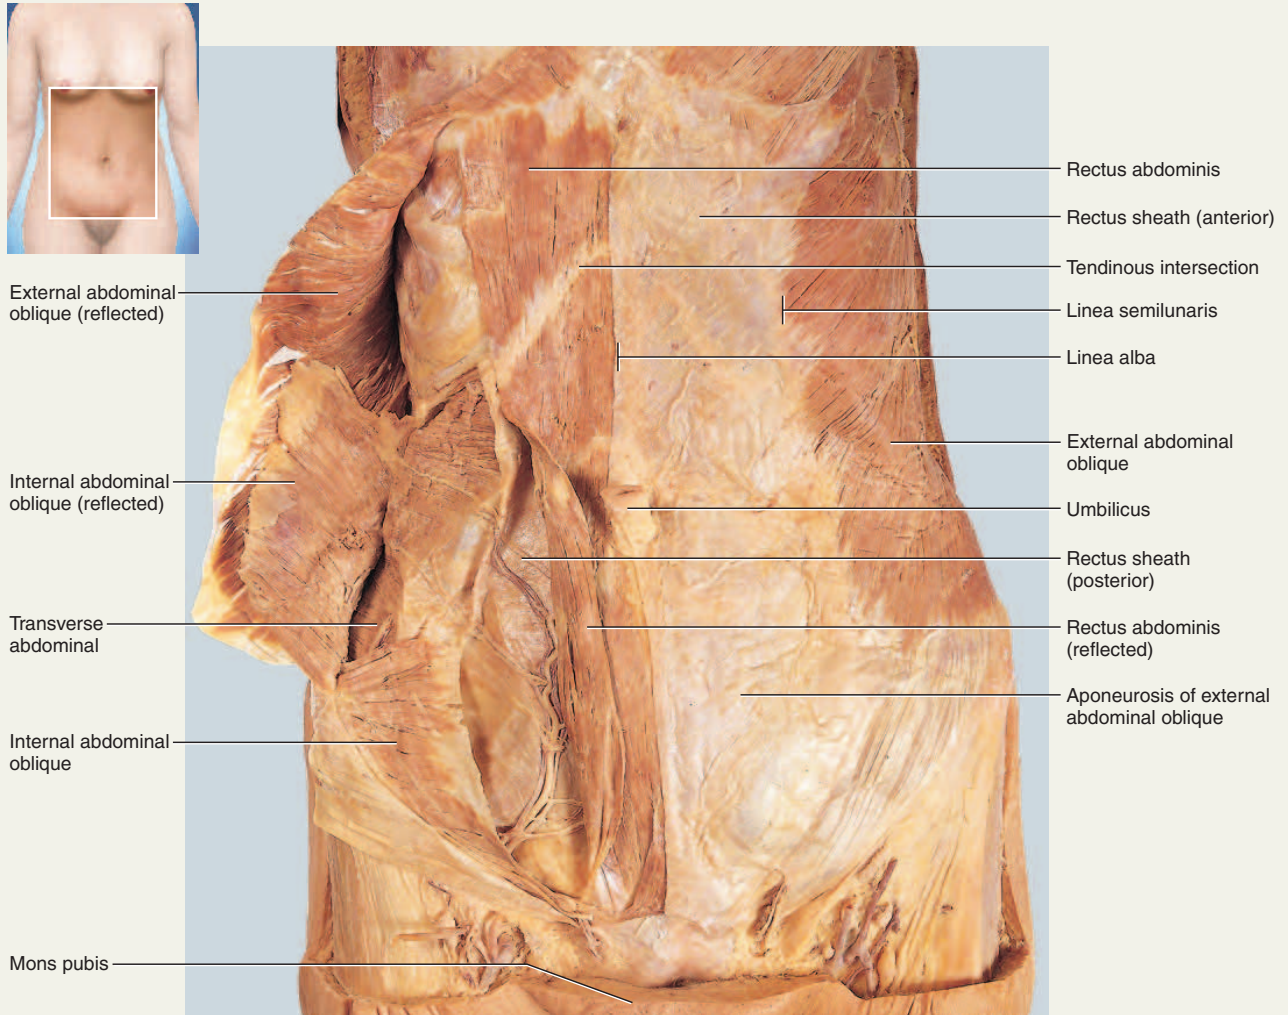 External abdominal
oblique (reflected)
Internal abdominal
oblique (reflected)
Transverse
abdominal
Internal abdominal
oblique
Mons pubis
Rectus abdominis
Rectus sheath (anterior)
Tendinous intersection
Linea semilunaris
Linea alba
External abdominal
oblique
Umbilicus
Rectus sheath
(posterior)
Rectus abdominis
(reflected)
Aponeurosis of external
abdominal oblique